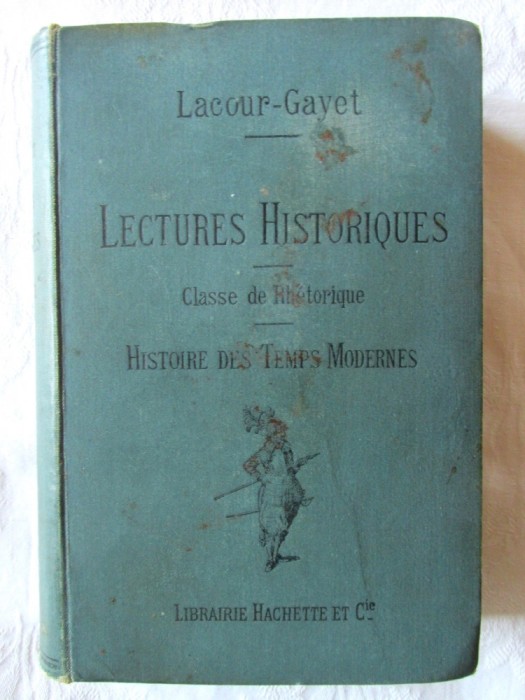 Lacour-Gayet
Lectures Historiques
Classe de Rhétorique
Histoire des Temps Modernes
Librairie Hachette et Cie